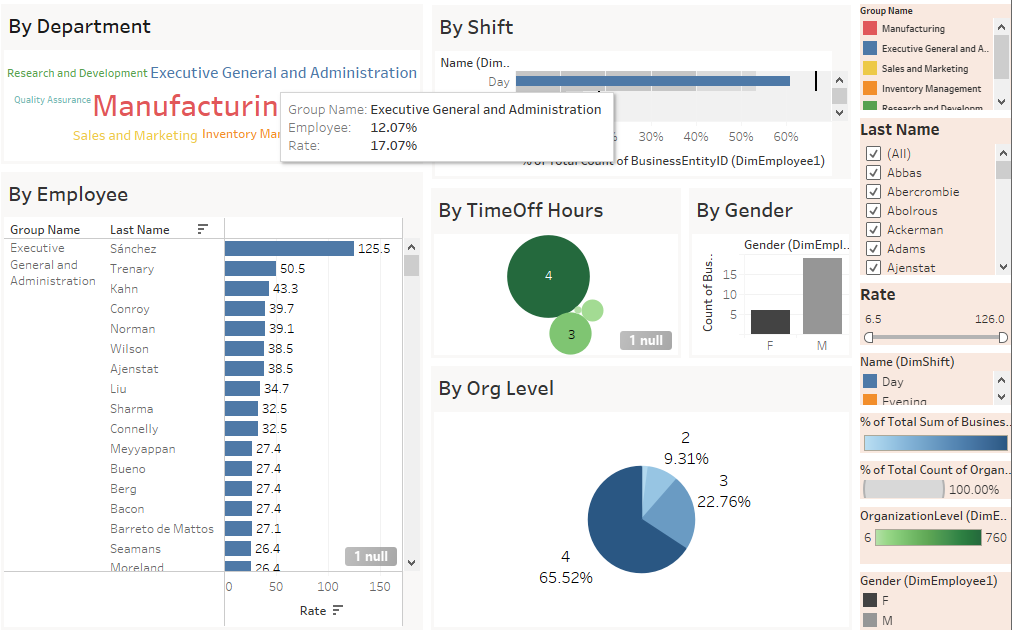 By Department
Research and Development Executive General and Administration
Quality Assurance Manufacturin
Sales and Marketing Inventory Mar
Group Name: Executive General and Administration
Employee: 12.07%
Rate: 17.07%
By Shift
Name (Dim..
Day
% 30% 40% 50% 60%
% of Total Count of BusinessEntityID (DimEmployee1)
By Employee
Group Name Last Name
Executive General and Administration
Sánchez 125.5
Trenary 50.5
Kahn 43.3
Conroy 39.7
Norman 39.1
Wilson 38.5
Ajenstat 38.5
Liu 34.7
Sharma 32.5
Connelly 32.5
Meyyappan 27.4
Bueno 27.4
Berg 27.4
Bacon 27.4
Barreto de Mattos 27.1
Seamans 26.4
Moreland 26.4
1 null
0 50 100 150
Rate
By TimeOff Hours
4
3
1 null
By Gender
Gender (DimEmpl..
Count of Bus..
15
10
5
F M
By Org Level
2
9.31%
3
22.76%
4
65.52%
Group Name
Manufacturing
Executive General and A..
Sales and Marketing
Inventory Management
Research and Developm
Last Name
(All)
Abbas
Abercrombie
Abolrous
Ackerman
Adams
Ajenstat
Rate
6.5 126.0
Name (DimShift)
Day
Evening
% of Total Sum of Busines..
% of Total Count of Organ..
100.00%
OrganizationLevel (DimE..
6 760
Gender (DimEmployee1)
F
M